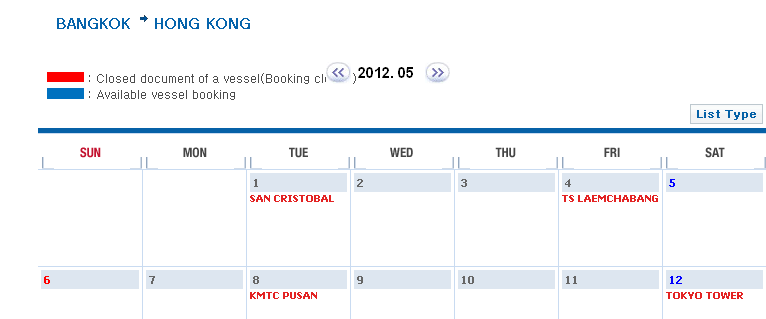 BANGKOK → HONG KONG
2012. 05
: Closed document of a vessel(Booking )
: Available vessel booking
List Type
SUN MON TUE WED THU FRI SAT
1 2 3 4 5
SAN CRISTOBAL TS LAEMCHABANG
6 7 8 9 10 11 12
KMTC PUSAN TOKYO TOWER